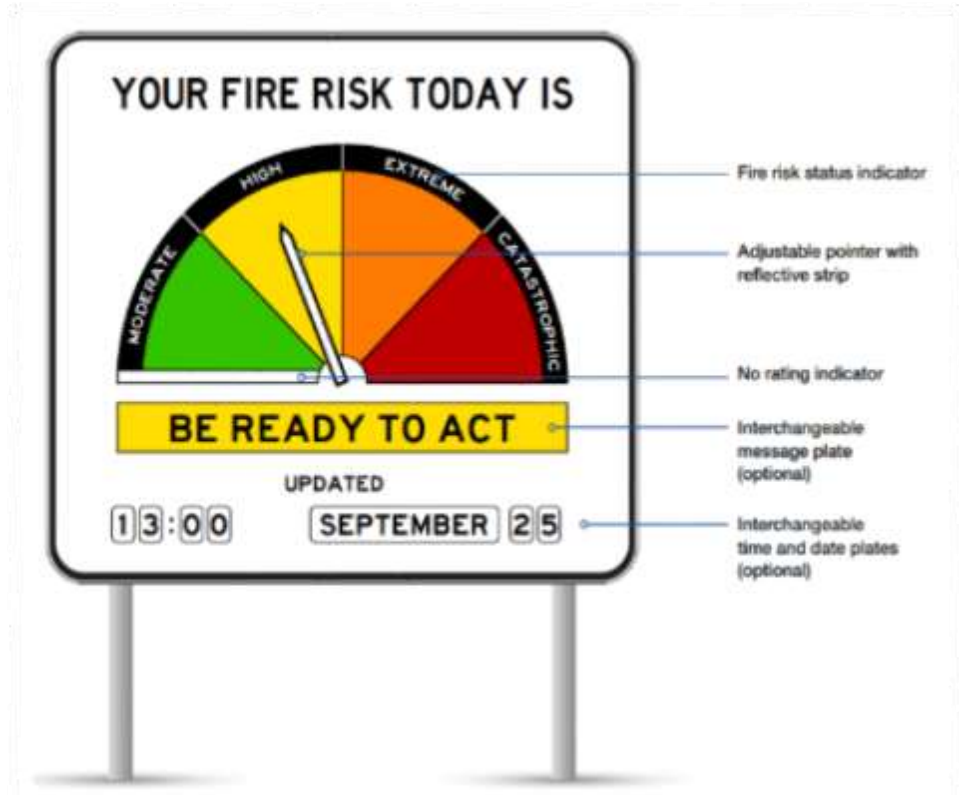 YOUR FIRE RISK TODAY IS
MODERATE
HIGH
EXTREME
CATASTROPHIC
BE READY TO ACT
UPDATED
13:00 SEPTEMBER 25
Fire risk status indicator
Adjustable pointer with
reflective strip
No rating indicator
Interchangeable
message plate
(optional)
Interchangeable
time and date plates
(optional)